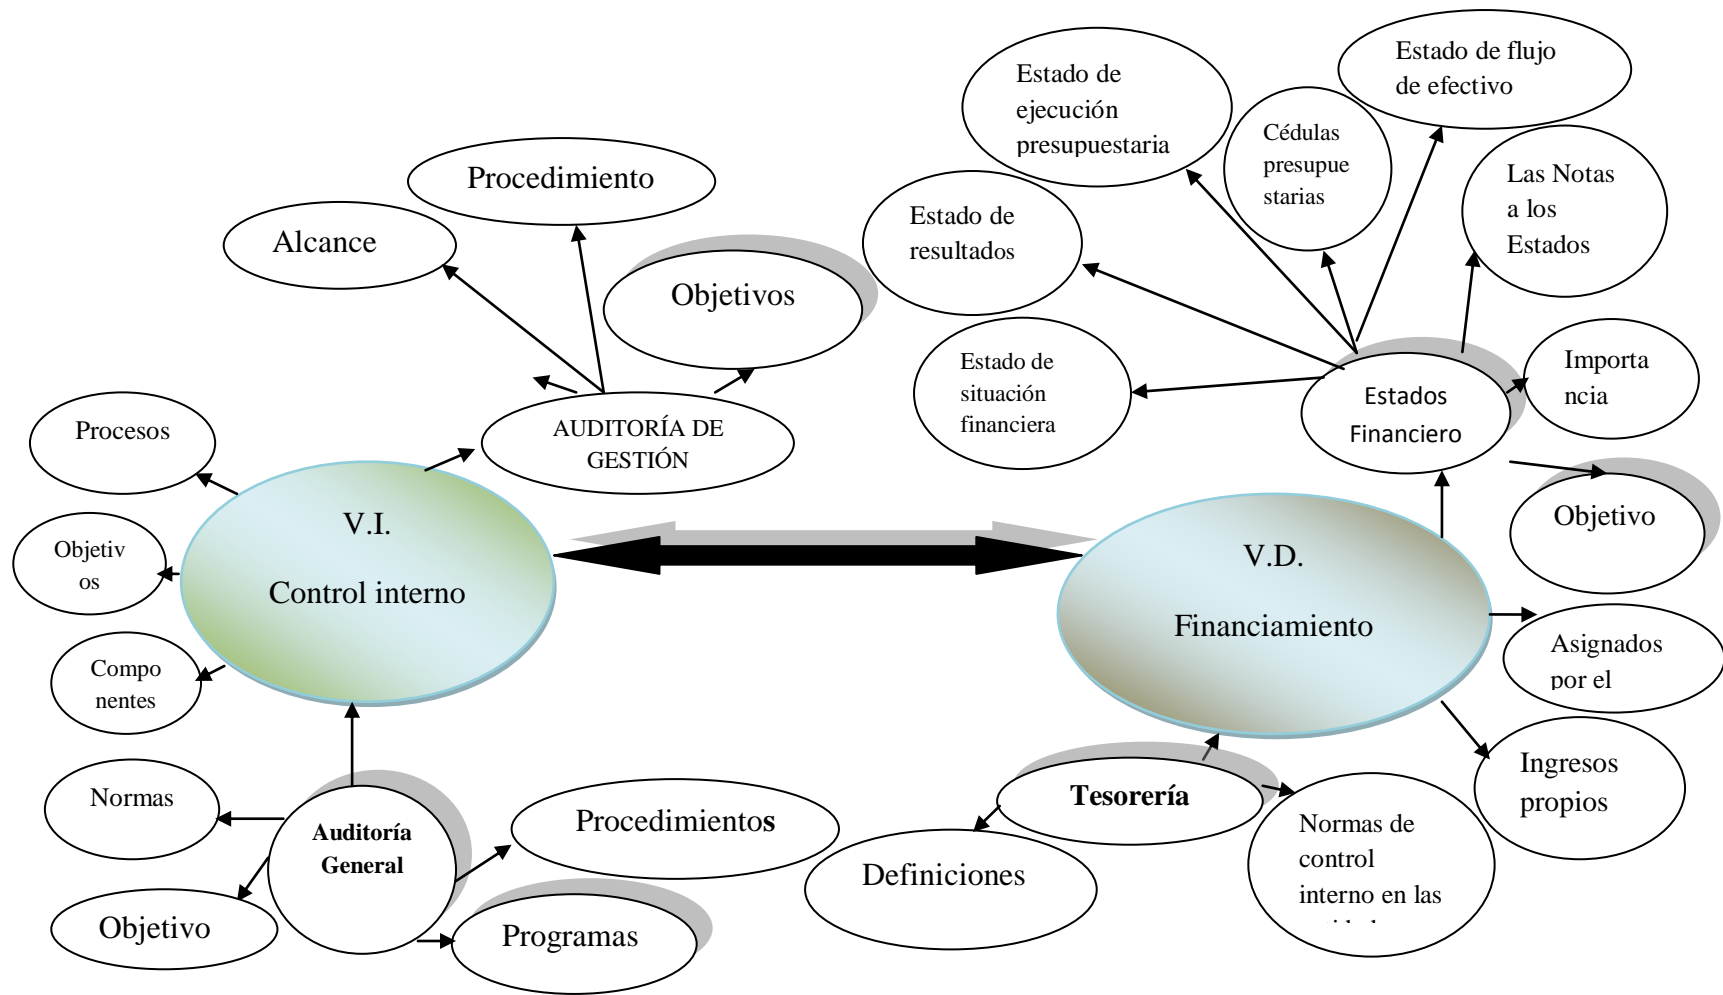 Estado de flujo
de efectivo
Estado de
ejecución
presupuestaria
Cédulas
presupue
starias
Las Notas
a los
Estados
Procedimiento
Alcance
Estado de
resultados
Objetivos
Estado de
situación
financiera
Importa
ncia
Estados
Financiero
AUDITORÍA DE
GESTIÓN
Procesos
Objetivo
V.I.
Control interno
V.D.
Financiamiento
Objetiv
os
Asignados
por el
Compo
nentes
Ingresos
propios
Normas
Auditoría
General
Procedimientos
Tesorería
Normas de
control
interno en las
Definiciones
Objetivo
Programas